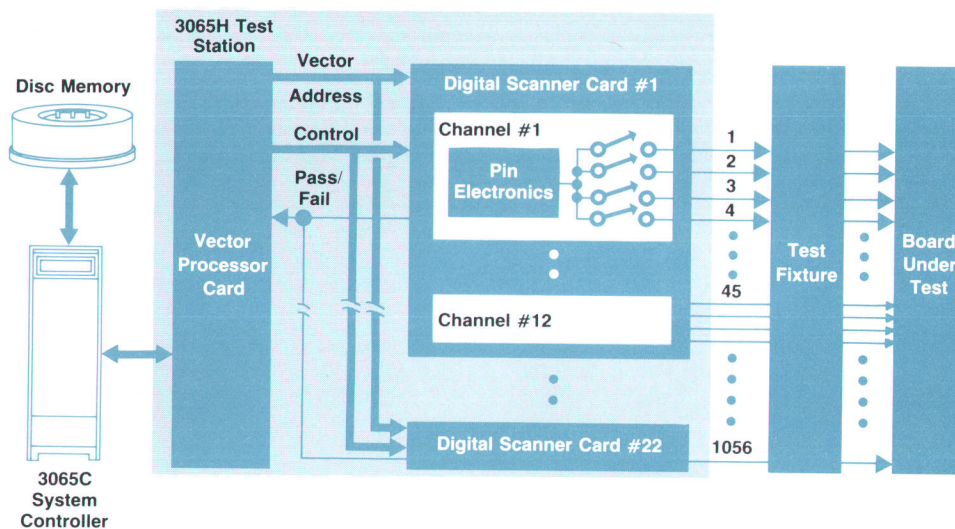 3065H Test
Station
Disc Memory
Vector
Address
Control
Pass/
Fail
Vector
Processor
Card
3065C
System
Controller
Digital Scanner Card #1
Channel #1
Pin
Electronics
Channel #12
Digital Scanner Card #22
1
2
3
4
45
1056
Test
Fixture
Board
Under
Test